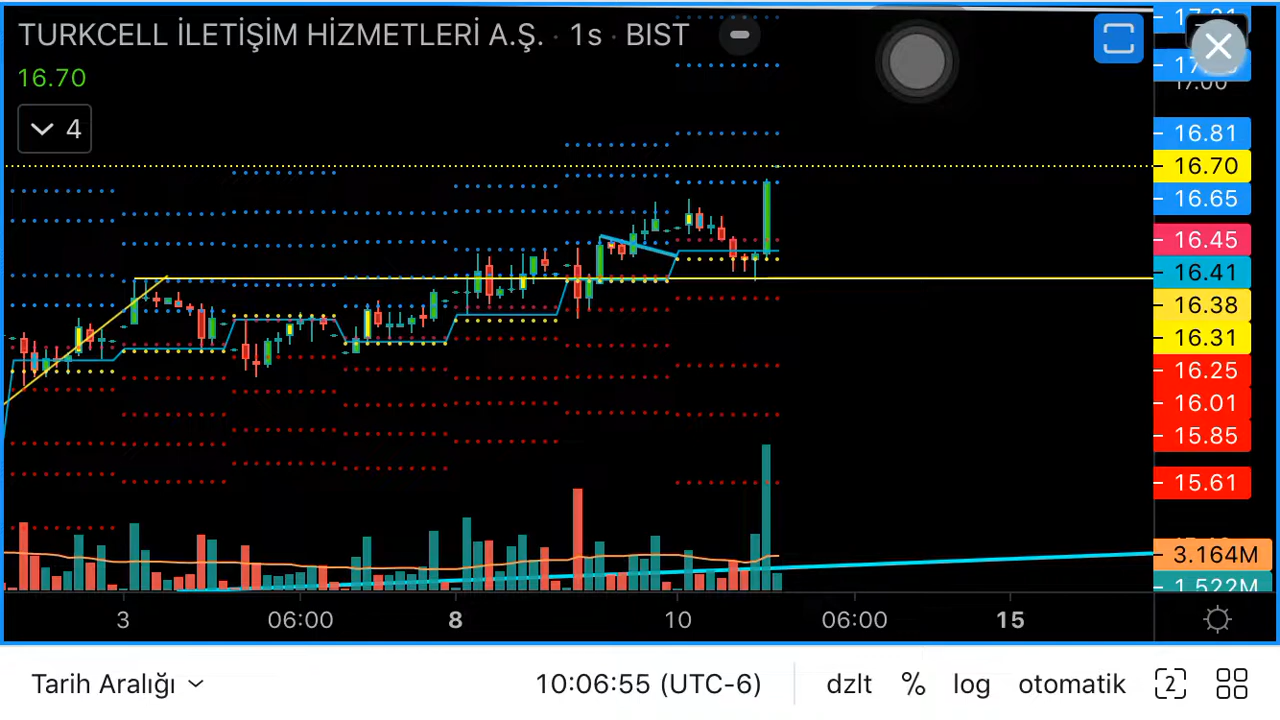 TURKCELL İLETİŞİM HİZMETLERİ A.Ş. · 1s · BIST
16.70
4
17.00
16.81
16.70
16.65
16.45
16.41
16.38
16.31
16.25
16.01
15.85
15.61
3.164M
1.522M
3 06:00 8 10 06:00 15
Tarih Aralığı 10:06:55 (UTC-6) dzlt % log otomatik 2